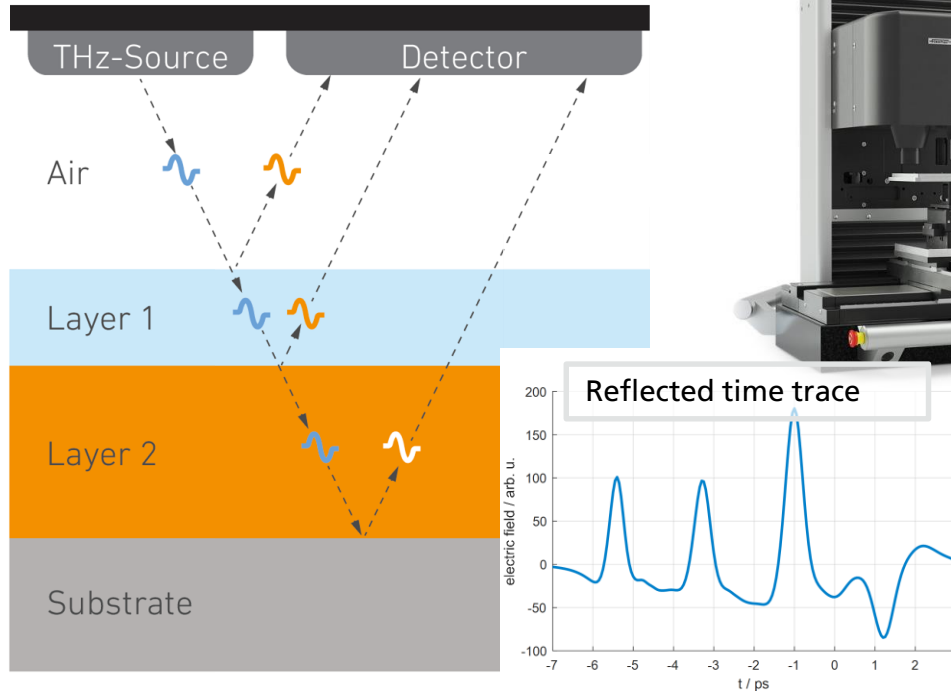 THz-Source
Detector
Air
Layer 1
Layer 2
Substrate
Reflected time trace
electric field / arb. u.
200
150
100
50
0
-50
-100
-7 -6 -5 -4 -3 -2 -1 0 1 2
t / ps